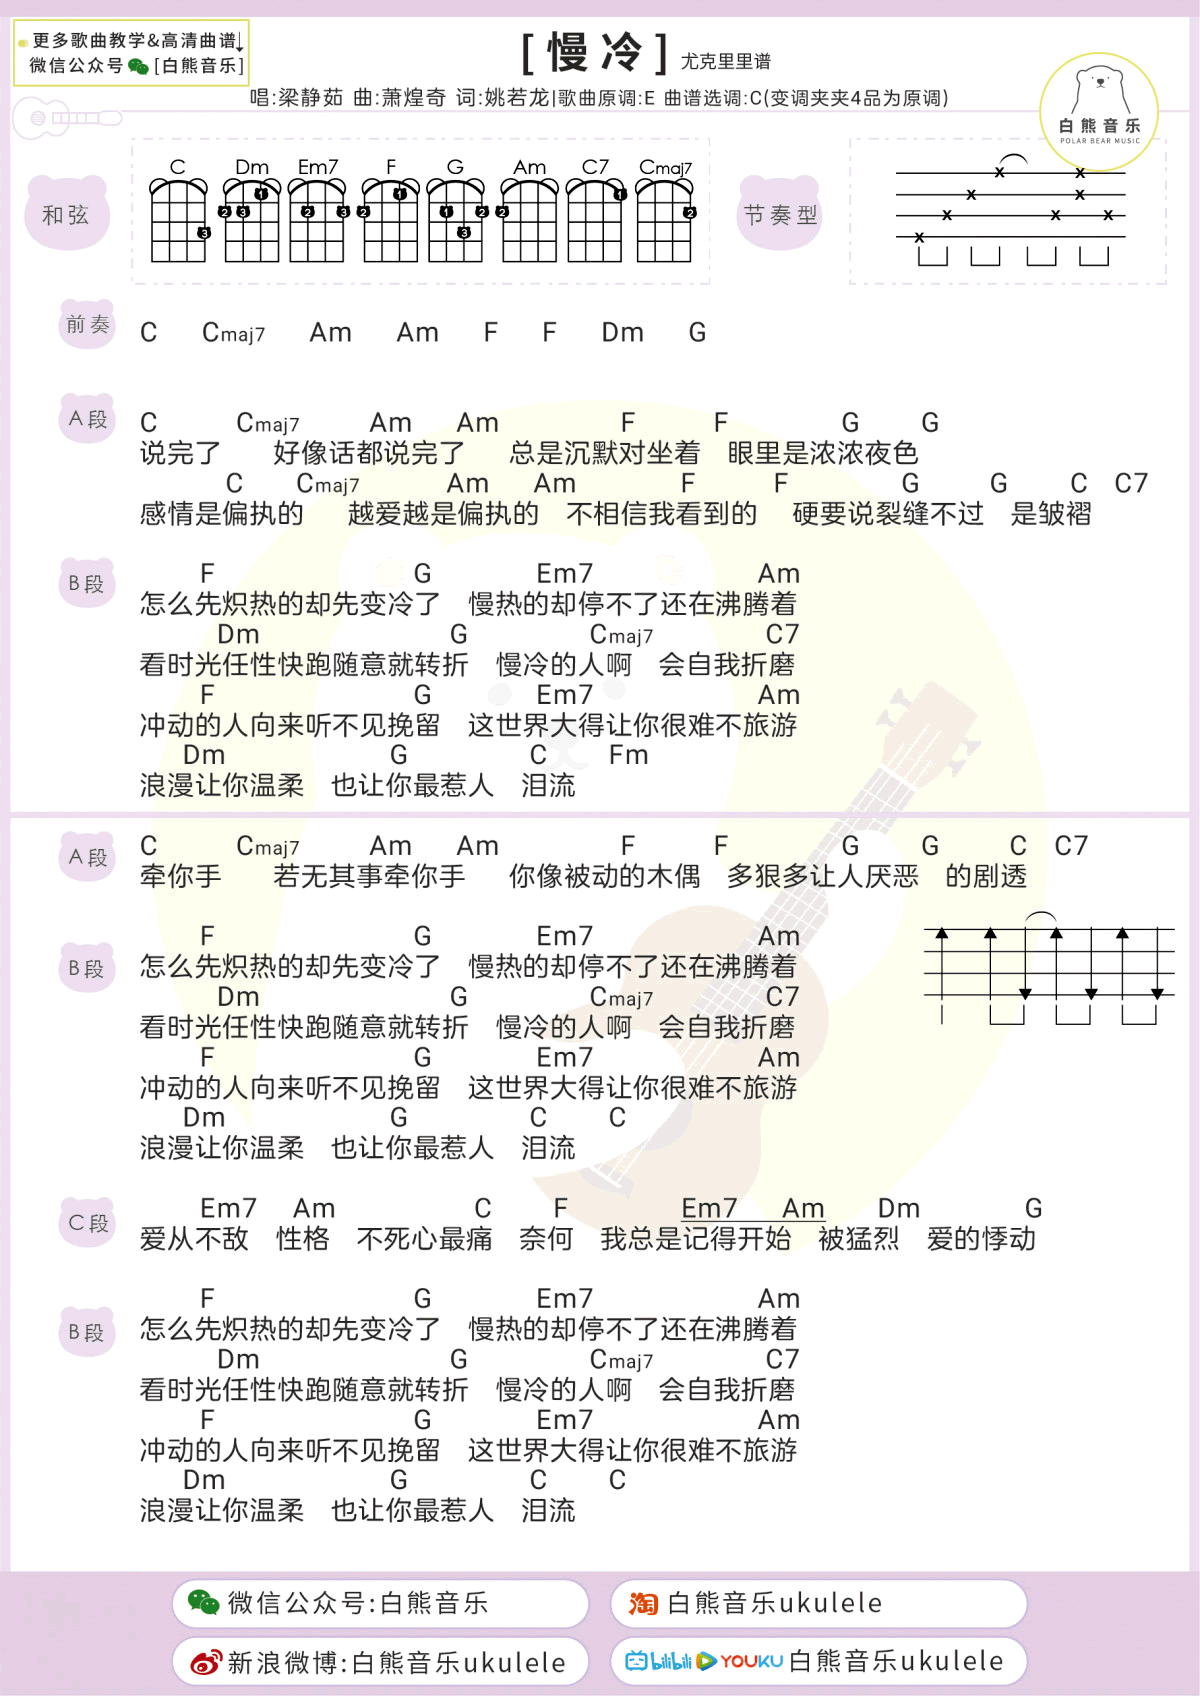 更多歌曲教学&高清曲谱↓
微信公众号 [白熊音乐]
[ 慢 冷 ] 尤克里里谱
唱:梁静茹 曲:萧煌奇 词:姚若龙|歌曲原调:E 曲谱选调:C(变调夹夹4品为原调)
白熊音乐
POLAR BEAR MUSIC
和弦
C Dm Em7 F G Am C7 Cmaj7
节奏型
前奏
C Cmaj7 Am Am F F Dm G
A段
C Cmaj7 Am Am F F G G
说完了 好像话都说完了 总是沉默对坐着 眼里是浓浓夜色
C Cmaj7 Am Am F F G G C C7
感情是偏执的 越爱越是偏执的 不相信我看到的 硬要说裂缝不过 是皱褶
B段
F G Em7 Am
怎么先炽热的却先变冷了 慢热的却停不了还在沸腾着
Dm G Cmaj7 C7
看时光任性快跑随意就转折 慢冷的人啊 会自我折磨
F G Em7 Am
冲动的人向来听不见挽留 这世界大得让你很难不旅游
Dm G C Fm
浪漫让你温柔 也让你最惹人 泪流
A段
C Cmaj7 Am Am F F G G C C7
牵你手 若无其事牵你手 你像被动的木偶 多狠多让人厌恶 的剧透
B段
F G Em7 Am
怎么先炽热的却先变冷了 慢热的却停不了还在沸腾着
Dm G Cmaj7 C7
看时光任性快跑随意就转折 慢冷的人啊 会自我折磨
F G Em7 Am
冲动的人向来听不见挽留 这世界大得让你很难不旅游
Dm G C C
浪漫让你温柔 也让你最惹人 泪流
C段
Em7 Am C F Em7 Am Dm G
爱从不敌 性格 不死心最痛 奈何 我总是记得开始 被猛烈 爱的悸动
B段
F G Em7 Am
怎么先炽热的却先变冷了 慢热的却停不了还在沸腾着
Dm G Cmaj7 C7
看时光任性快跑随意就转折 慢冷的人啊 会自我折磨
F G Em7 Am
冲动的人向来听不见挽留 这世界大得让你很难不旅游
Dm G C C
浪漫让你温柔 也让你最惹人 泪流
微信公众号:白熊音乐
淘 白熊音乐ukulele
新浪微博:白熊音乐ukulele
bilibili YOUKU 白熊音乐ukulele